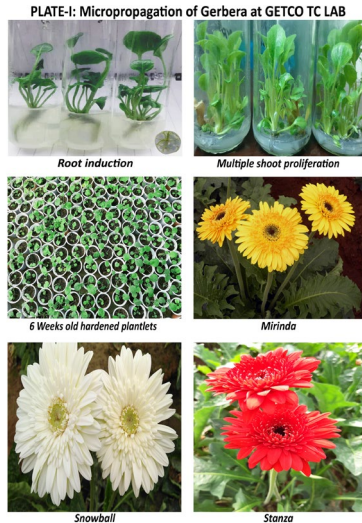 PLATE-I: Micropropagation of Gerbera at GETCO TC LAB
Root induction
Multiple shoot proliferation
6 Weeks old hardened plantlets
Mirinda
Snowball
Stanza